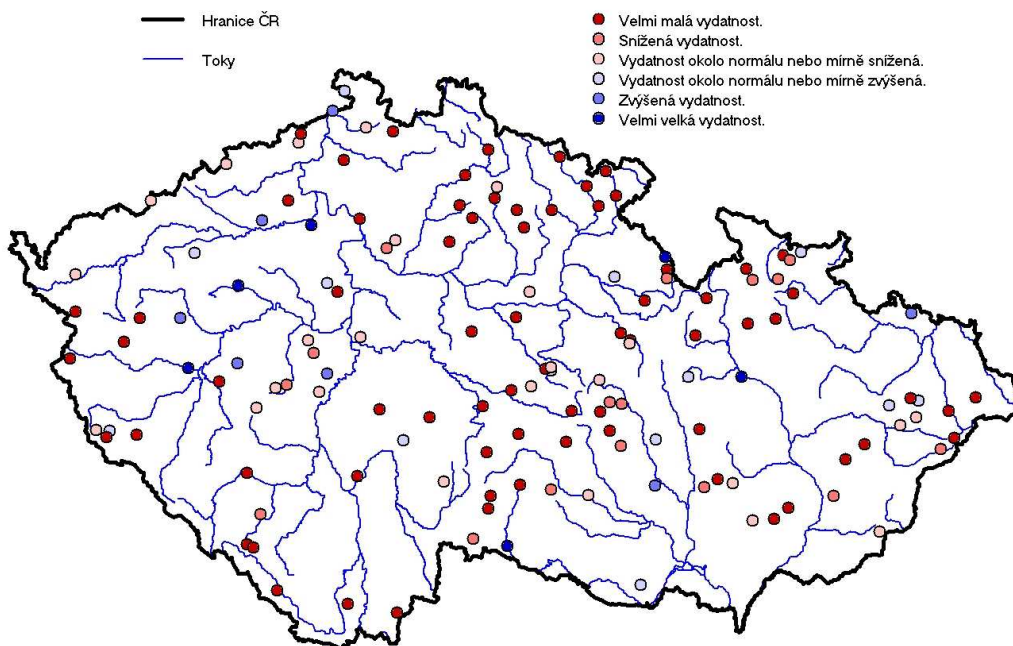 Hranice ČR
Toky
Velmi malá vydatnost.
Snížená vydatnost.
Vydatnost okolo normálu nebo mírně snížená.
Vydatnost okolo normálu nebo mírně zvýšená.
Zvýšená vydatnost.
Velmi velká vydatnost.